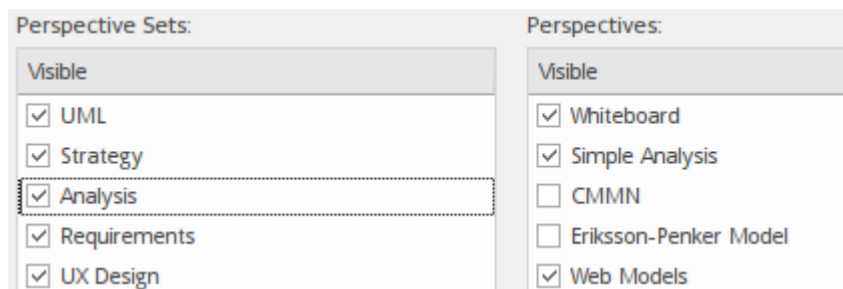 Perspective Sets:
Visible
UML
Strategy
Analysis
Requirements
UX Design
Perspectives:
Visible
Whiteboard
Simple Analysis
CMMN
Eriksson-Penker Model
Web Models